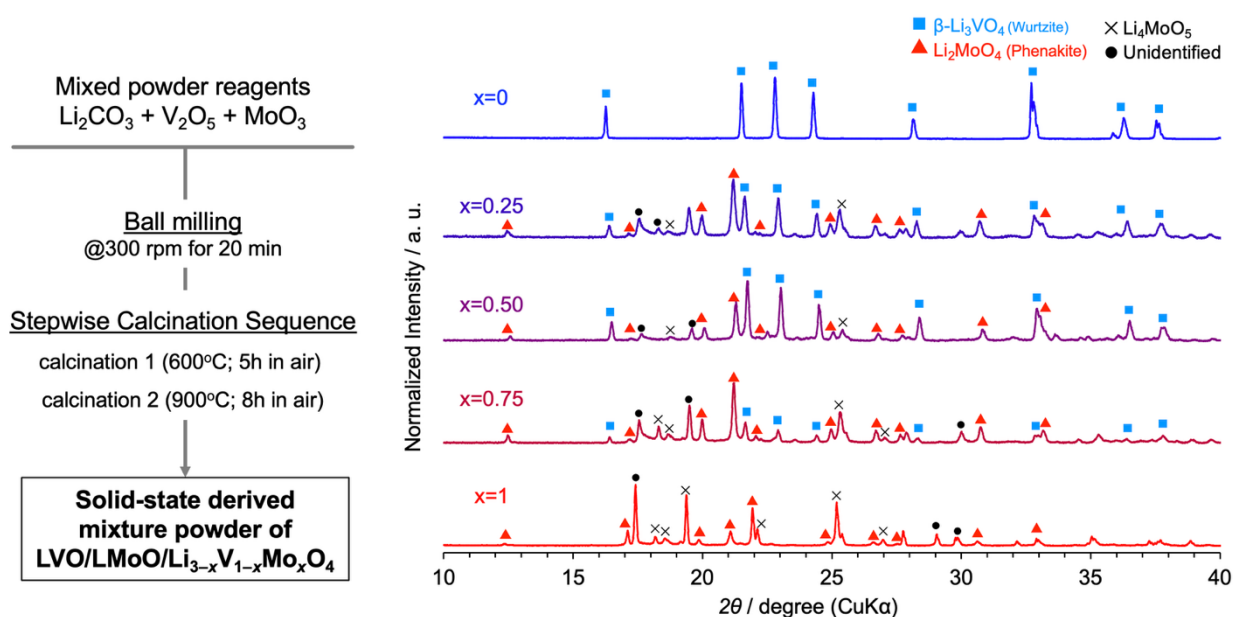 Mixed powder reagents
Li₂CO₃ + V₂O₅ + MoO₃
Ball milling
@300 rpm for 20 min
Stepwise Calcination Sequence
calcination 1 (600°C; 5h in air)
calcination 2 (900°C; 8h in air)
Solid-state derived
mixture powder of
LVO/LMoO/Li₃₋ₓV₁₋ₓMoₓO₄
β-Li₃VO₄ (Wurtzite)
Li₂MoO₄ (Phenakite)
Li₄MoO₅
Unidentified
Normalized Intensity / a. u.
x=0
x=0.25
x=0.50
x=0.75
x=1
10 15 20 25 30 35 40
2θ / degree (CuKα)